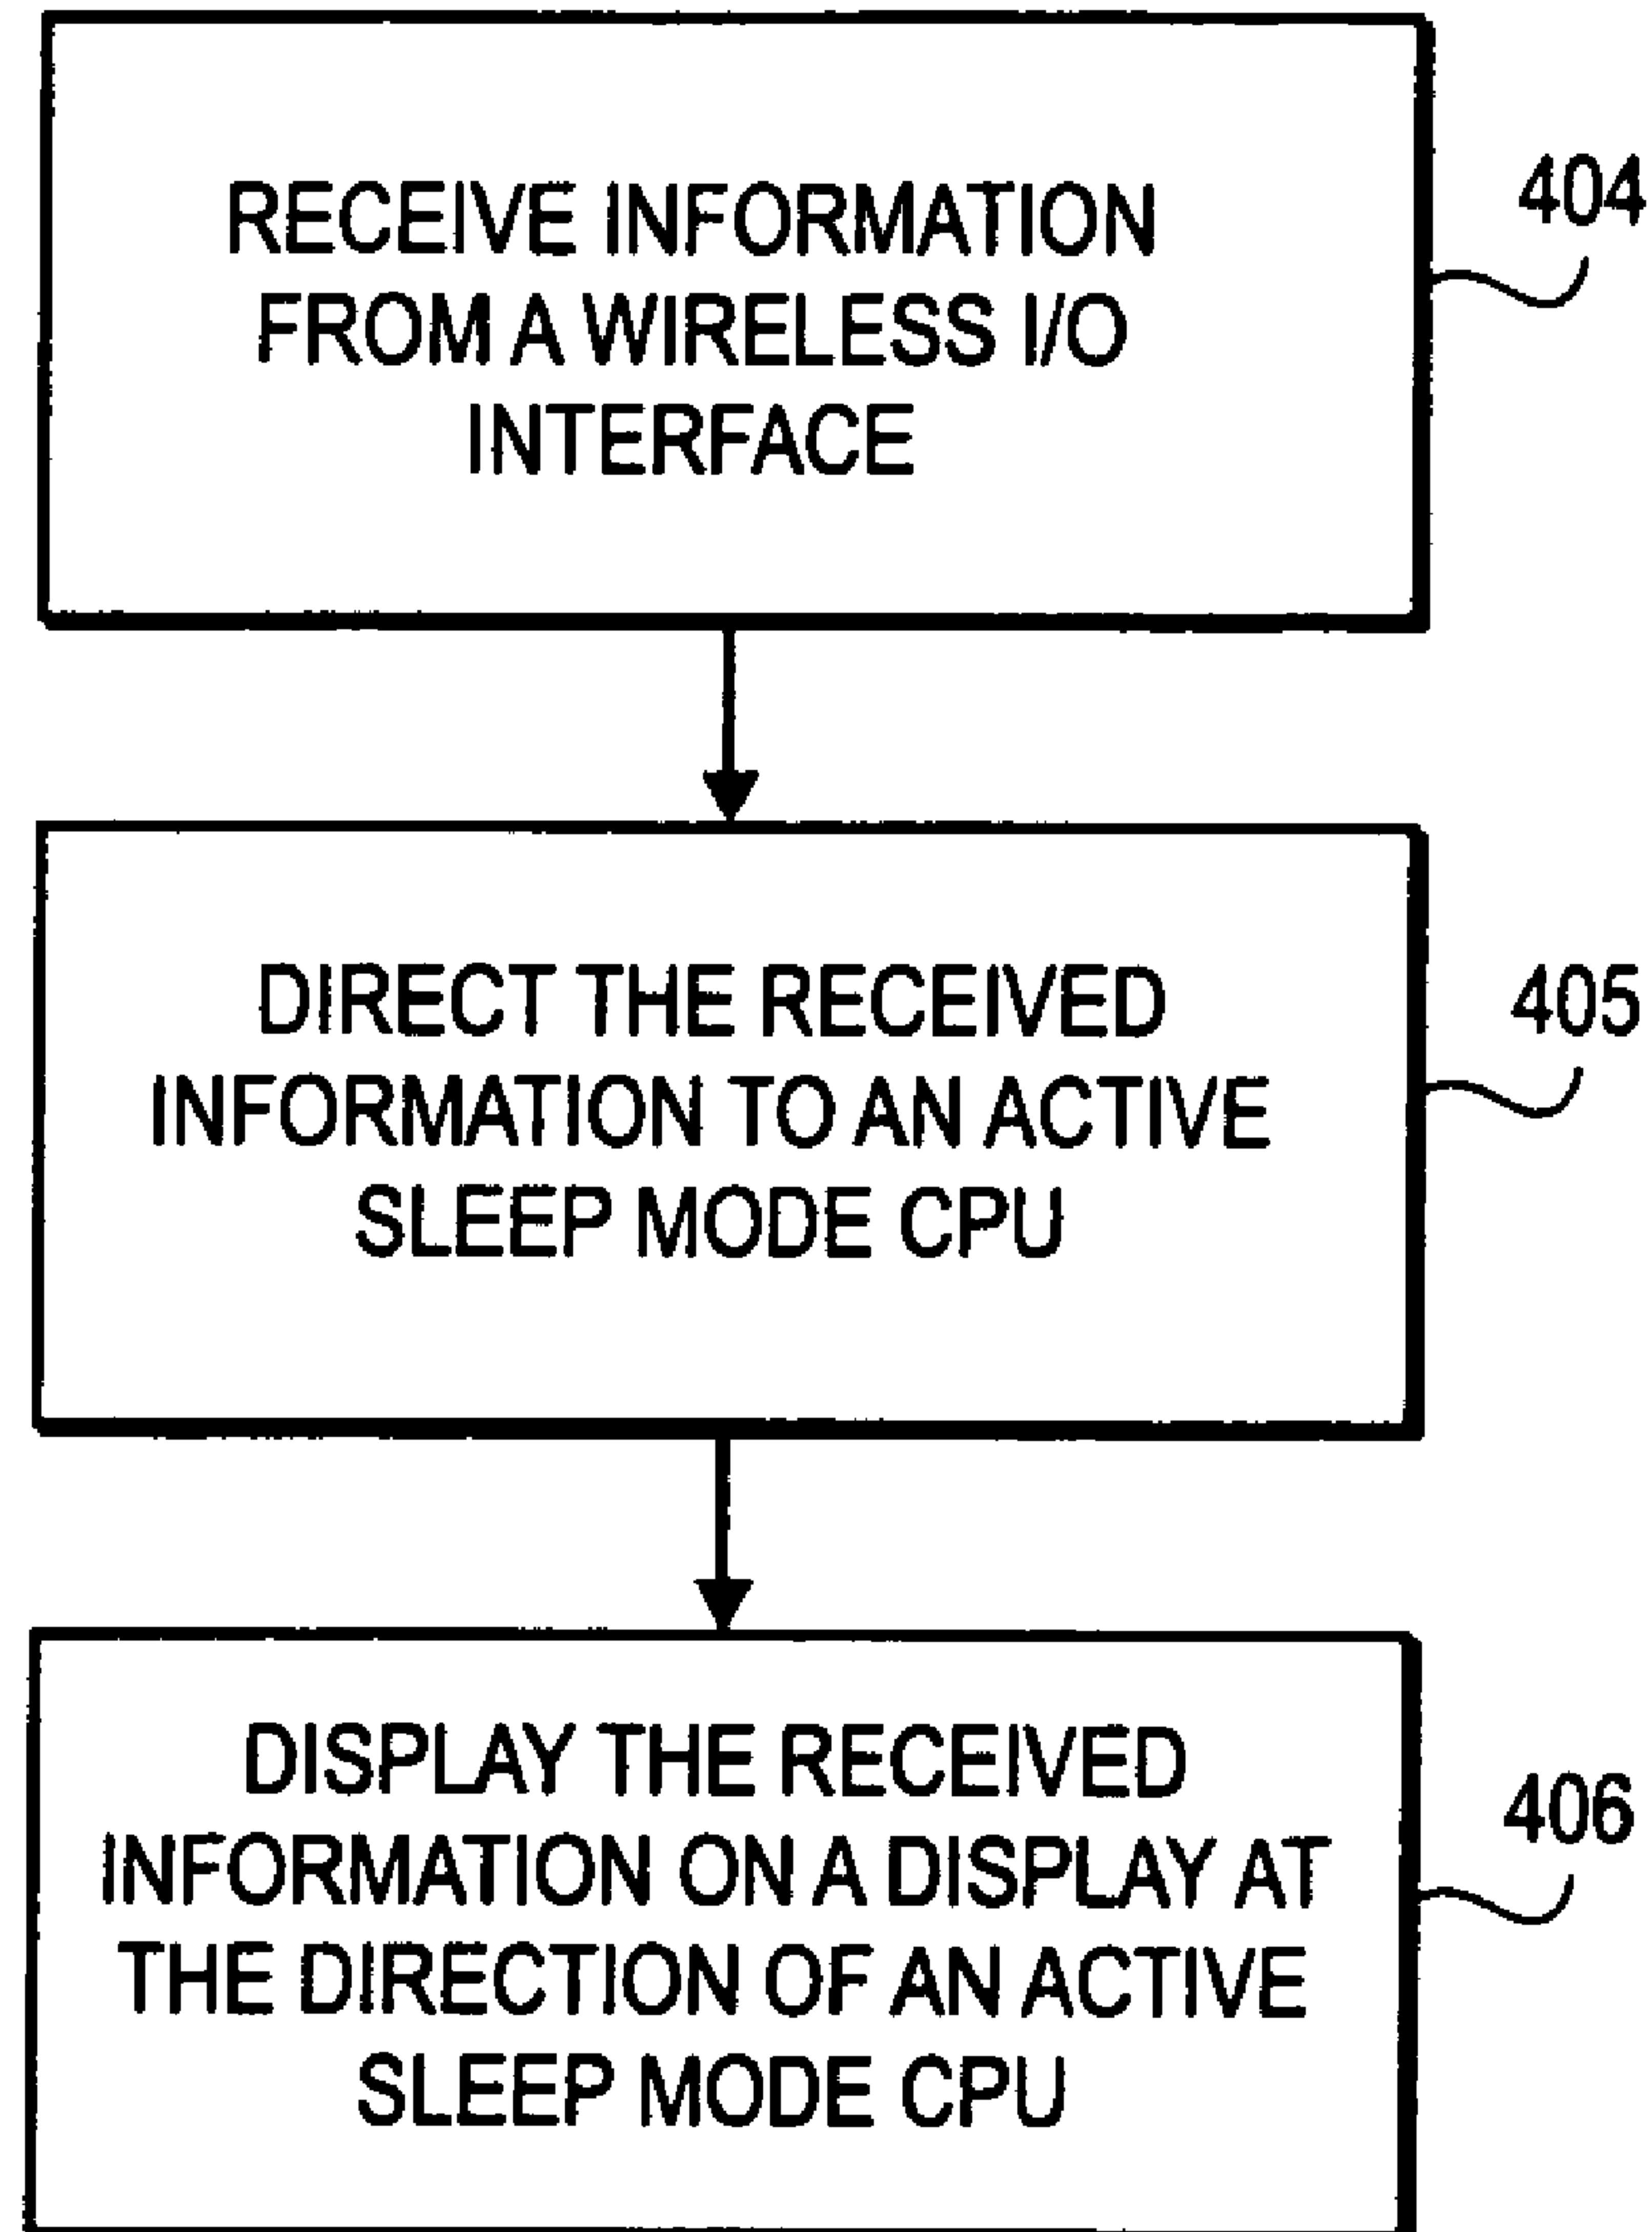 RECEIVE INFORMATION
FROM A WIRELESS I/O
INTERFACE
404
DIRECT THE RECEIVED
INFORMATION TO AN ACTIVE
SLEEP MODE CPU
405
DISPLAY THE RECEIVED
INFORMATION ON A DISPLAY AT
THE DIRECTION OF AN ACTIVE
SLEEP MODE CPU
406